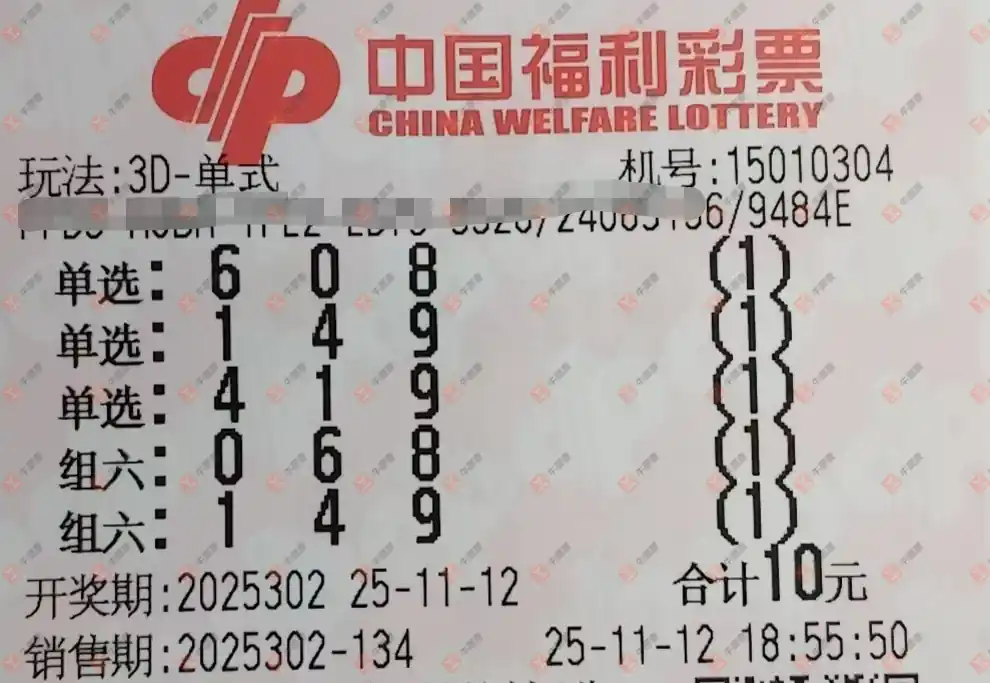 中国福利彩票
CHINA WELFARE LOTTERY
玩法:3D-单式 机号:15010304
6/9484E
单选: 6 0 8 (1)
单选: 1 4 9 (1)
单选: 4 1 9 (1)
组六: 0 6 8 (1)
组六: 1 4 9 (1)
开奖期:2025302 25-11-12 合计10元
销售期:2025302-134 25-11-12 18:55:50